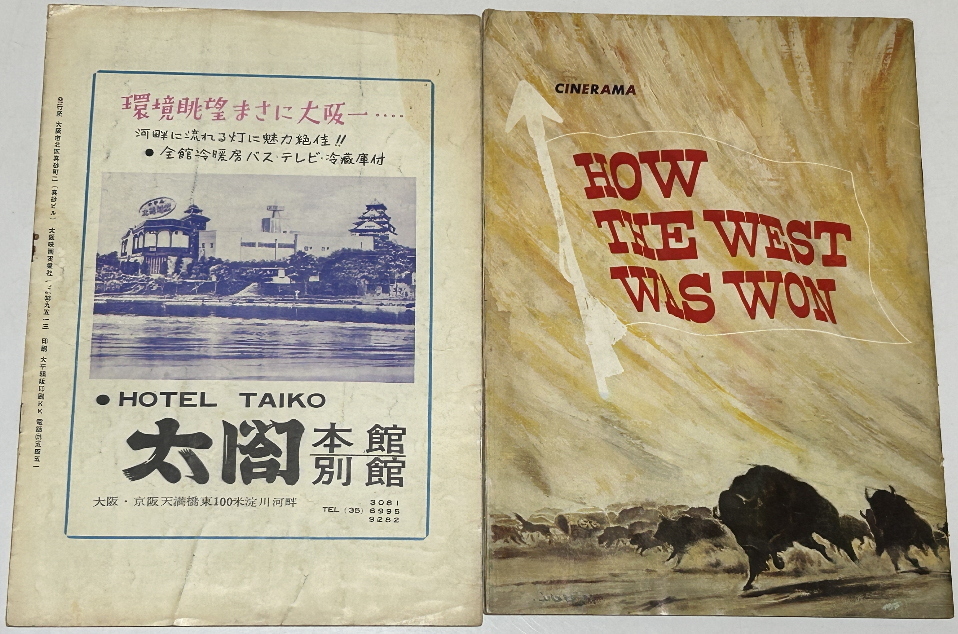 環境眺望まさに大阪一‥‥
河畔に流れる灯に魅力絶佳!!
● 全館冷暖房バス・テレビ・冷蔵庫付
● HOTEL TAIKO
太閤 本館
別館
大阪・京阪天満橋東100米淀川河畔
TEL (35) 3081
6995
9282
CINERAMA
HOW
THE WEST
WAS WON